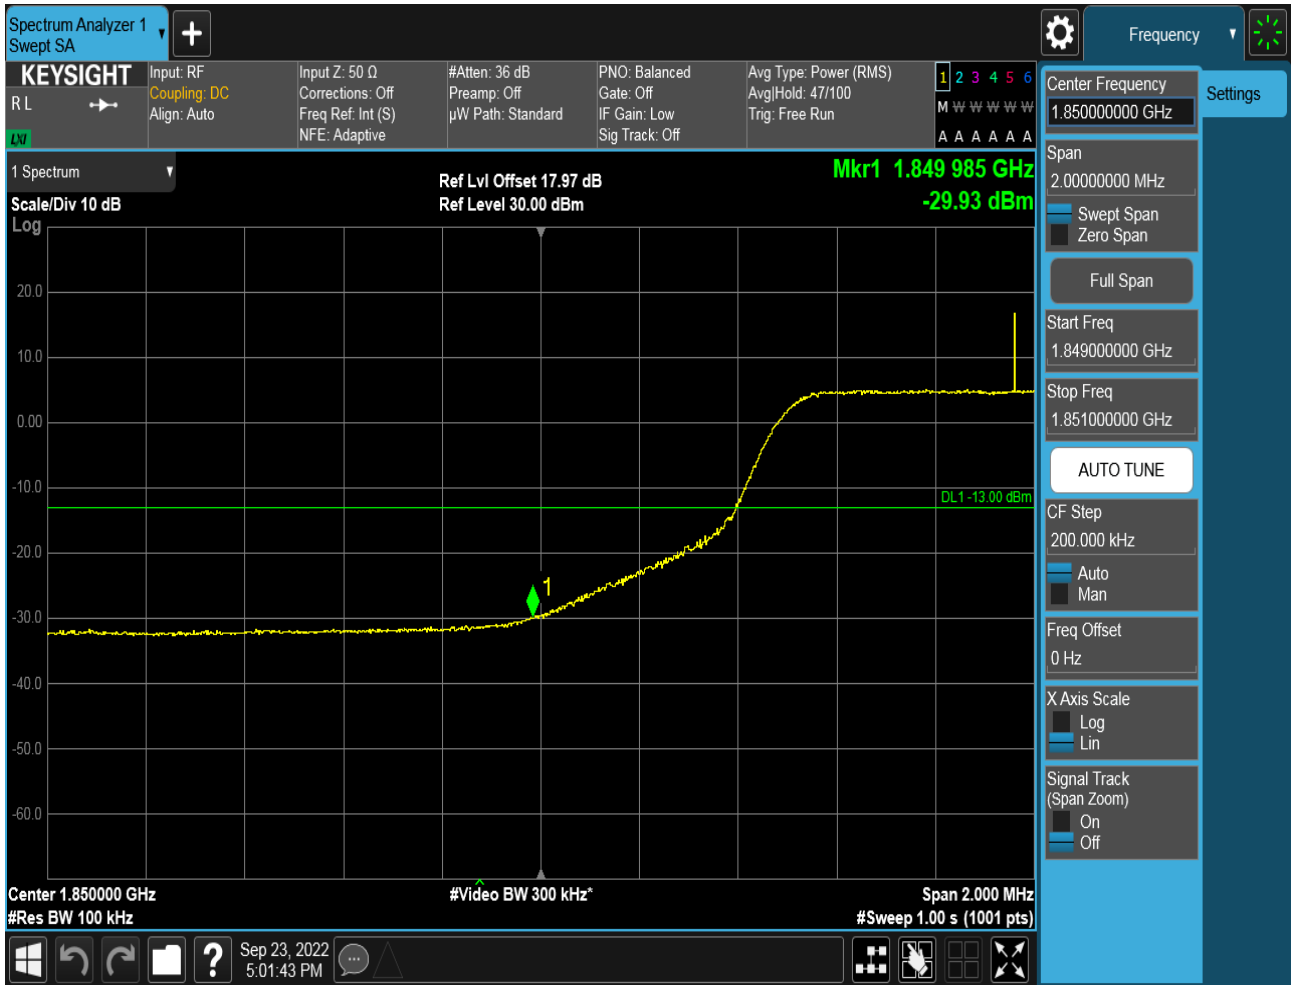 Spectrum Analyzer 1
Swept SA
Frequency
KEYSIGHT
R L
LXI
Input: RF
Coupling: DC
Align: Auto
Input Z: 50 Ω
Corrections: Off
Freq Ref: Int (S)
NFE: Adaptive
#Atten: 36 dB
Preamp: Off
µW Path: Standard
PNO: Balanced
Gate: Off
IF Gain: Low
Sig Track: Off
Avg Type: Power (RMS)
Avg|Hold: 47/100
Trig: Free Run
1 2 3 4 5 6
M W W W W W
A A A A A A
1 Spectrum
Scale/Div 10 dB
Log
Ref Lvl Offset 17.97 dB
Ref Level 30.00 dBm
Mkr1 1.849 985 GHz
-29.93 dBm
20.0
10.0
0.00
-10.0
-20.0
-30.0
-40.0
-50.0
-60.0
DL1 -13.00 dBm
1
Center 1.850000 GHz
#Res BW 100 kHz
#Video BW 300 kHz*
Span 2.000 MHz
#Sweep 1.00 s (1001 pts)
Sep 23, 2022
5:01:43 PM
?
Center Frequency
1.850000000 GHz
Settings
Span
2.00000000 MHz
Swept Span
Zero Span
Full Span
Start Freq
1.849000000 GHz
Stop Freq
1.851000000 GHz
AUTO TUNE
CF Step
200.000 kHz
Auto
Man
Freq Offset
0 Hz
X Axis Scale
Log
Lin
Signal Track
(Span Zoom)
On
Off